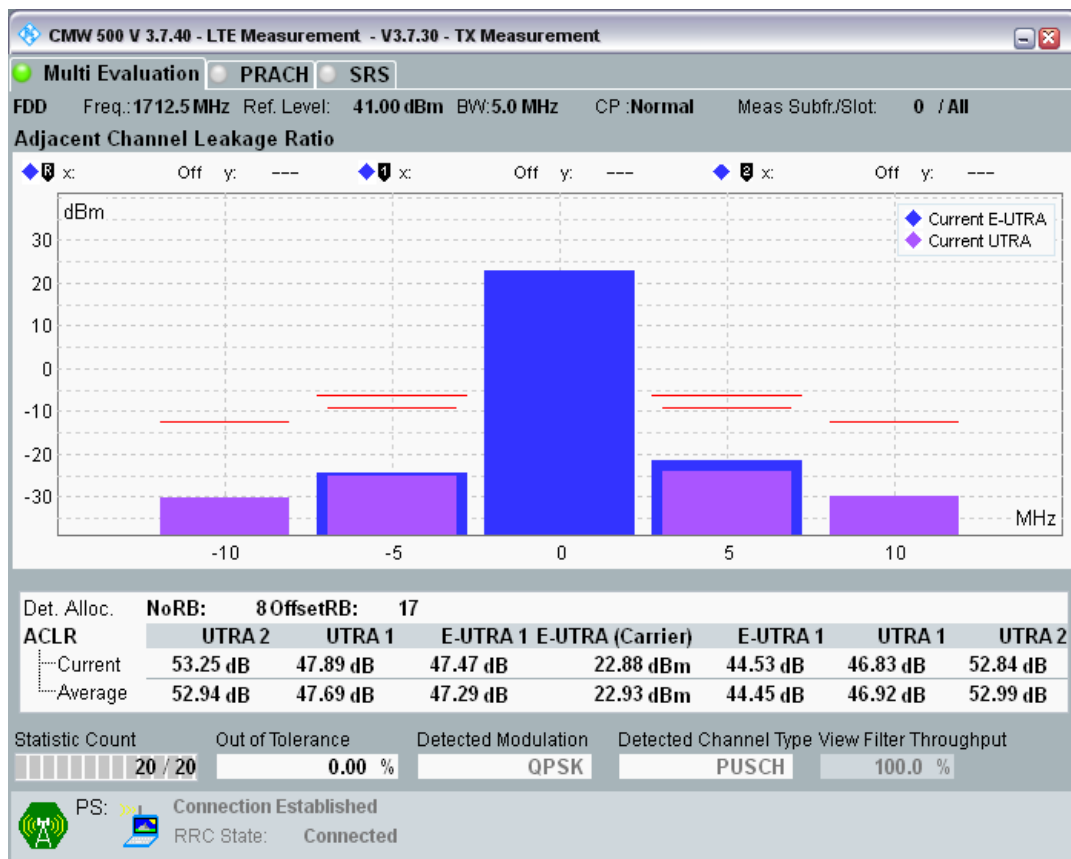 CMW 500 V 3.7.40 - LTE Measurement - V3.7.30 - TX Measurement
Multi Evaluation PRACH SRS
FDD Freq.:1712.5 MHz Ref. Level: 41.00 dBm BW:5.0 MHz CP :Normal Meas Subfr./Slot: 0 / All
Adjacent Channel Leakage Ratio
R x: Off y: --- 1 x: Off y: --- 2 x: Off y: ---
dBm
Current E-UTRA
Current UTRA
30
20
10
0
-10
-20
-30
MHz
-10 -5 0 5 10
Det. Alloc. NoRB: 8 OffsetRB: 17
ACLR UTRA 2 UTRA 1 E-UTRA 1 E-UTRA (Carrier) E-UTRA 1 UTRA 1 UTRA 2
Current 53.25 dB 47.89 dB 47.47 dB 22.88 dBm 44.53 dB 46.83 dB 52.84 dB
Average 52.94 dB 47.69 dB 47.29 dB 22.93 dBm 44.45 dB 46.92 dB 52.99 dB
Statistic Count Out of Tolerance Detected Modulation Detected Channel Type View Filter Throughput
20 / 20 0.00 % QPSK PUSCH 100.0 %
PS: Connection Established
RRC State: Connected